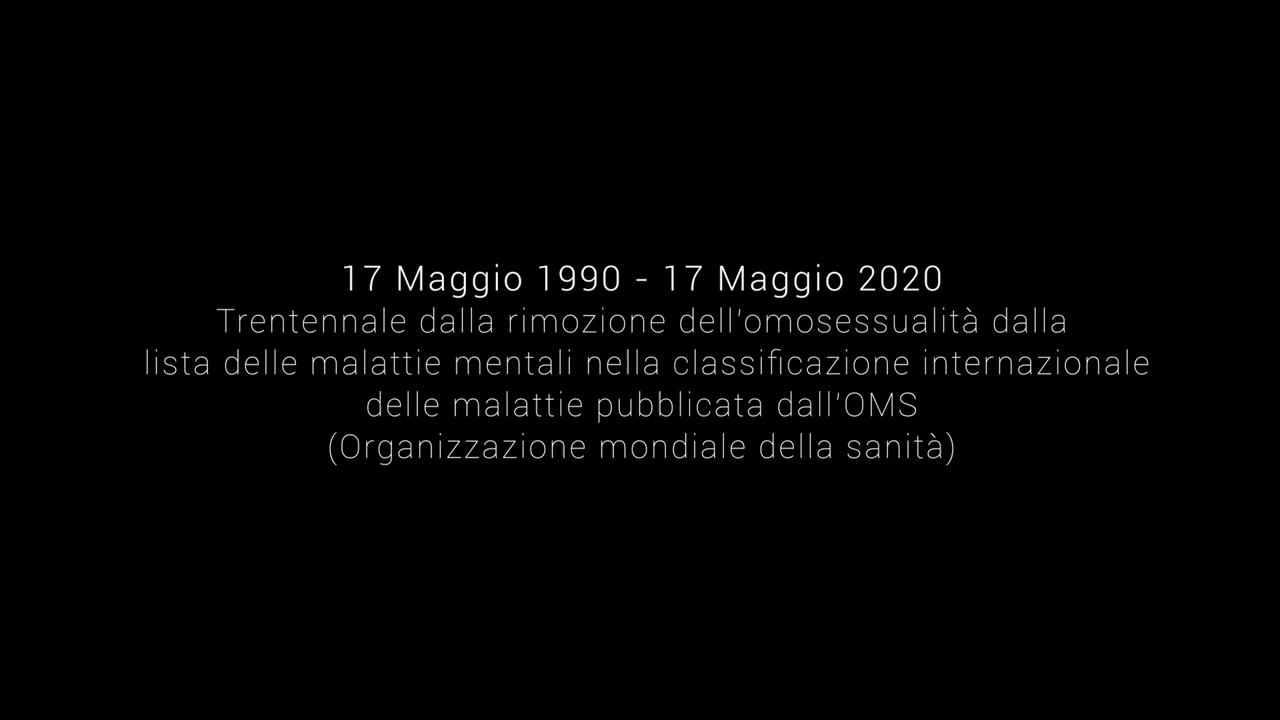 17 Maggio 1990 - 17 Maggio 2020
Trentennale dalla rimozione dell'omosessualità dalla
lista delle malattie mentali nella classificazione internazionale
delle malattie pubblicata dall'OMS
(Organizzazione mondiale della sanità)